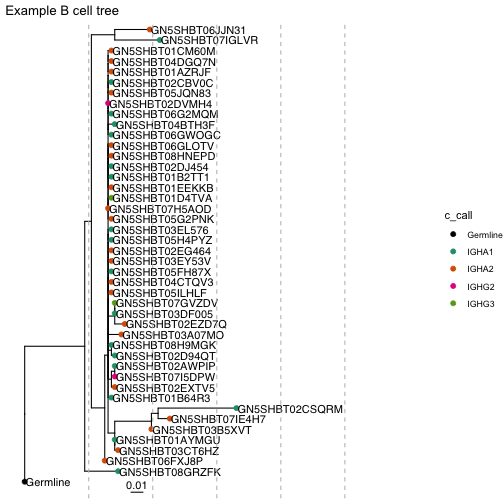 Example B cell tree
GN5SHBT06JJN31
GN5SHBT07IGLVR
GN5SHBT01CM60M
GN5SHBT04DGQ7N
GN5SHBT01AZRJF
GN5SHBT02CBV0C
GN5SHBT05JQN83
GN5SHBT02DVMH4
GN5SHBT06G2MQM
GN5SHBT04BTH3F
GN5SHBT06GWOGC
GN5SHBT06GLOTV
GN5SHBT08HNEPD
GN5SHBT02DJ454
GN5SHBT01B2TT1
GN5SHBT01EEKKB
GN5SHBT01D4TVA
GN5SHBT07H5AOD
GN5SHBT05G2PNK
GN5SHBT03EL576
GN5SHBT05H4PYZ
GN5SHBT02EG464
GN5SHBT03EY53V
GN5SHBT05FH87X
GN5SHBT04CTQV3
GN5SHBT05ILHLF
GN5SHBT07GVZDV
GN5SHBT03DF005
GN5SHBT02EZD7Q
GN5SHBT03A07MO
GN5SHBT08H9MGK
GN5SHBT02D94QT
GN5SHBT02AWPIP
GN5SHBT07I5DPW
GN5SHBT02EXTV5
GN5SHBT01B64R3
GN5SHBT02CSQRM
GN5SHBT07IE4H7
GN5SHBT03B5XVT
GN5SHBT01AYMGU
GN5SHBT03CT6HZ
GN5SHBT06FXJ8P
GN5SHBT08GRZFK
Germline
0.01
c_call
Germline
IGHA1
IGHA2
IGHG2
IGHG3